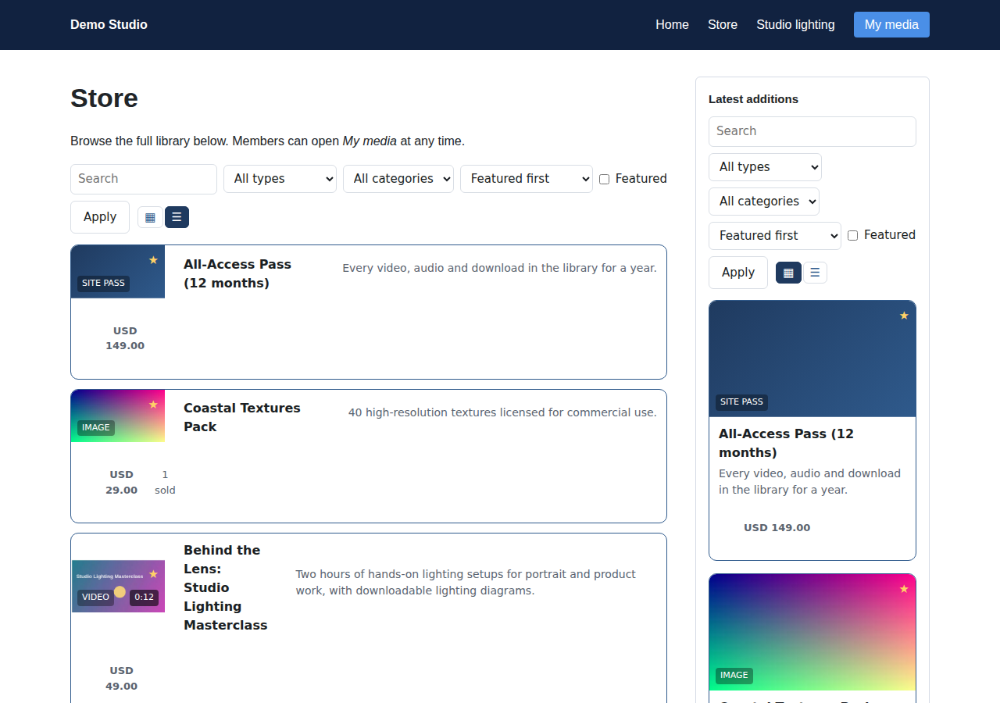 Demo Studio
Home Store Studio lighting My media
Store
Browse the full library below. Members can open My media at any time.
Search All types All categories Featured first Featured
Apply
SITE PASS
All-Access Pass
(12 months)
Every video, audio and download in the library for a year.
USD
149.00
IMAGE
Coastal Textures
Pack
40 high-resolution textures licensed for commercial use.
USD
29.00
1
sold
Studio Lighting Masterclass
VIDEO 0:12
Behind the
Lens:
Studio
Lighting
Masterclass
Two hours of hands-on lighting setups for portrait and product
work, with downloadable lighting diagrams.
USD
49.00
Latest additions
Search
All types
All categories
Featured first Featured
Apply
SITE PASS
All-Access Pass (12
months)
Every video, audio and download
in the library for a year.
USD 149.00
IMAGE